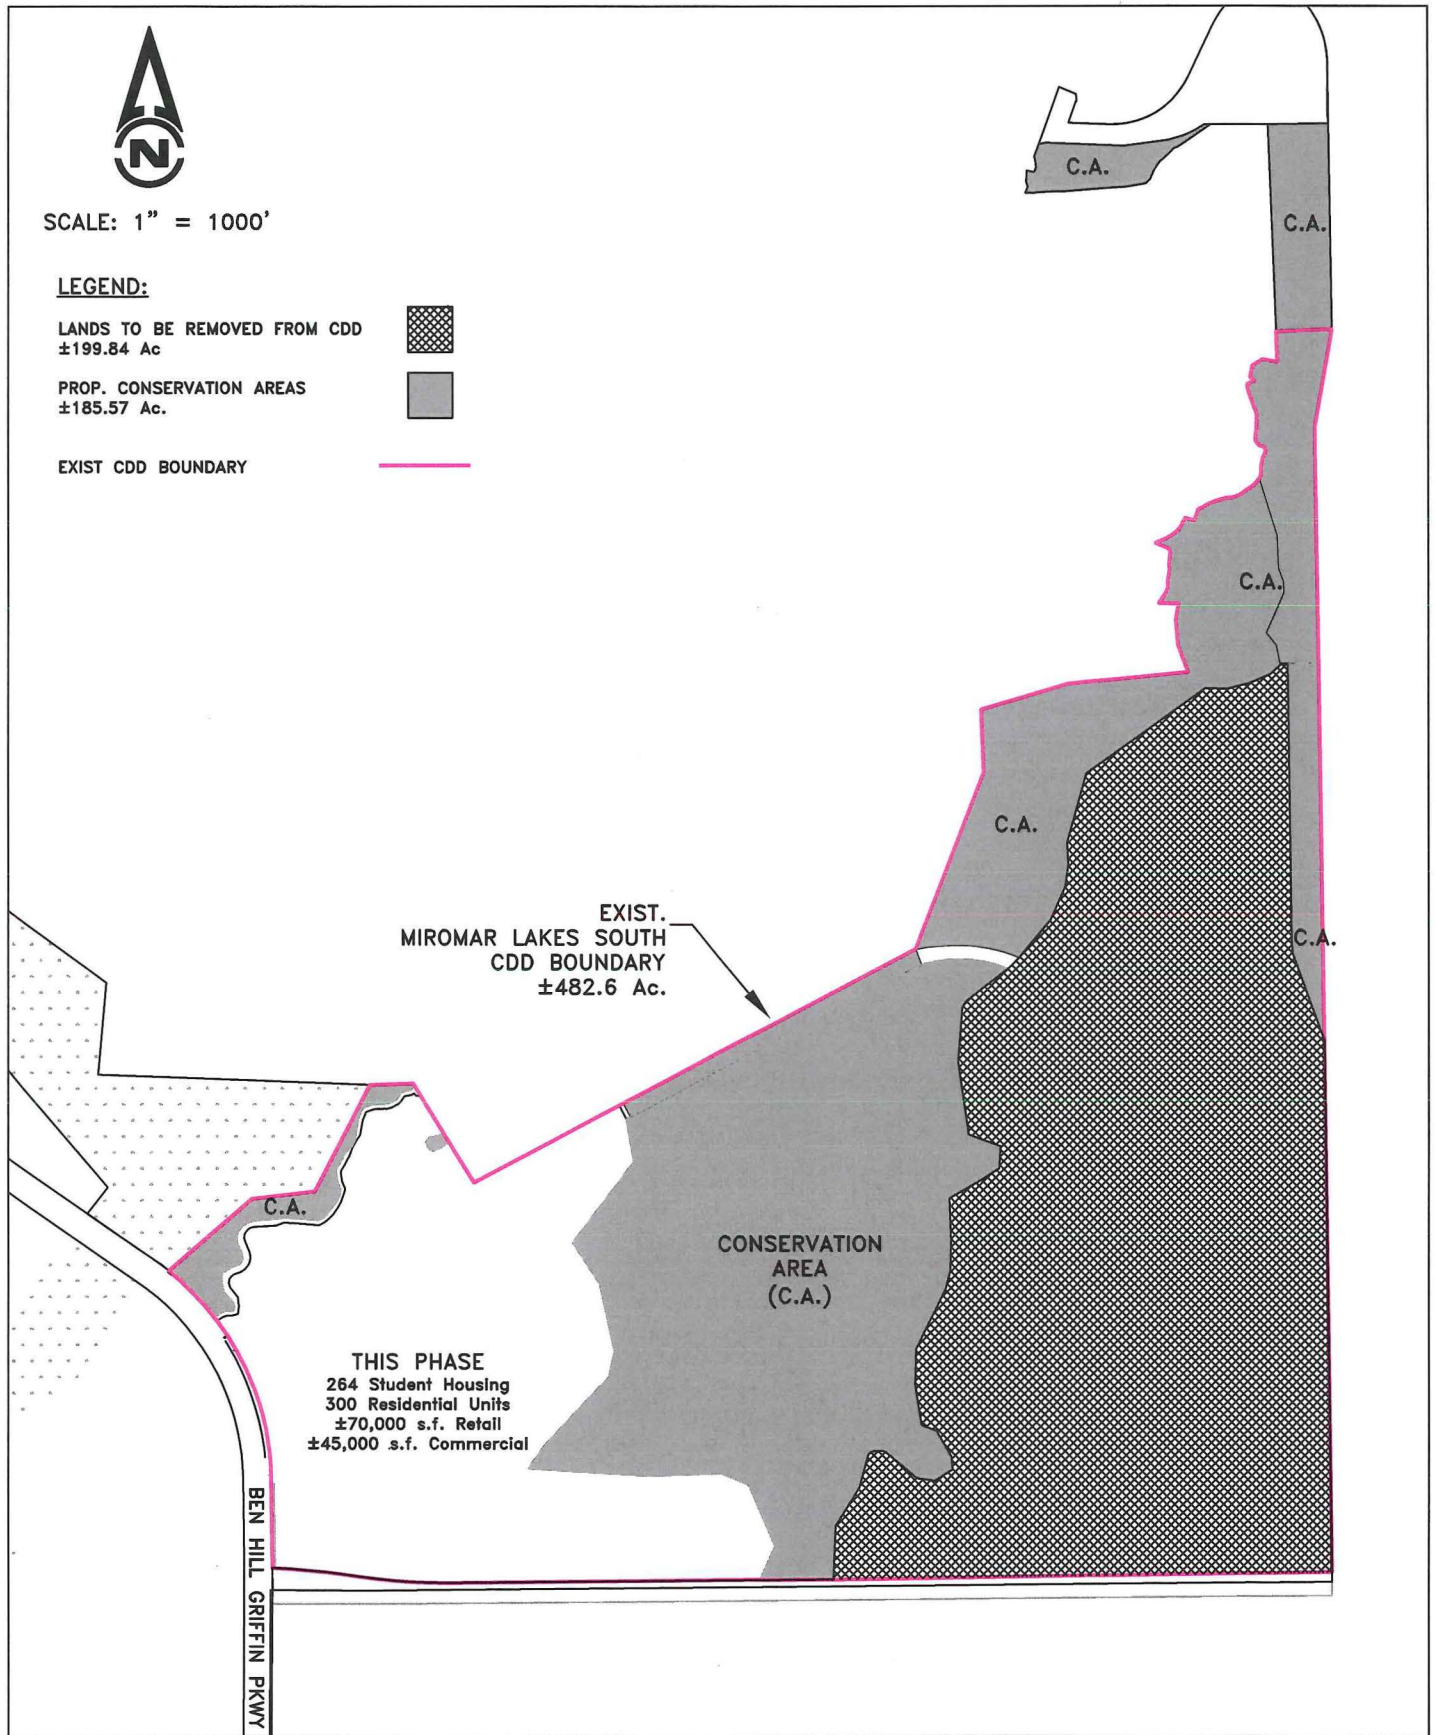 N
SCALE: 1" = 1000'
LEGEND:
LANDS TO BE REMOVED FROM CDD
±199.84 Ac
PROP. CONSERVATION AREAS
±185.57 Ac.
EXIST CDD BOUNDARY
C.A.
C.A.
C.A.
C.A.
EXIST.
MIROMAR LAKES SOUTH
CDD BOUNDARY
±482.6 Ac.
C.A.
C.A.
CONSERVATION
AREA
(C.A.)
THIS PHASE
264 Student Housing
300 Residential Units
±70,000 s.f. Retail
±45,000 s.f. Commercial
BEN HILL GRIFFIN PKWY